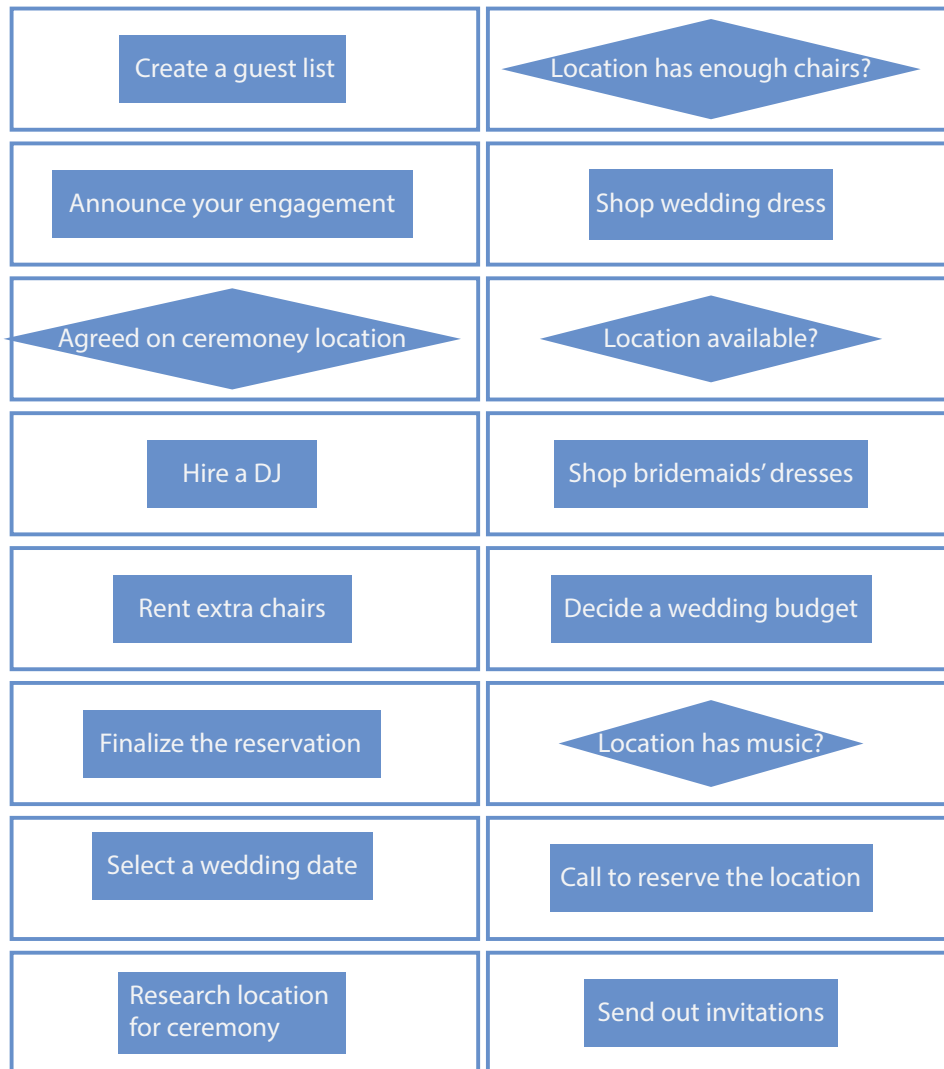 Create a guest list
Location has enough chairs?
Announce your engagement
Shop wedding dress
Agreed on ceremoney location
Location available?
Hire a DJ
Shop bridemaids’ dresses
Rent extra chairs
Decide a wedding budget
Finalize the reservation
Location has music?
Select a wedding date
Call to reserve the location
Research location
for ceremony
Send out invitations